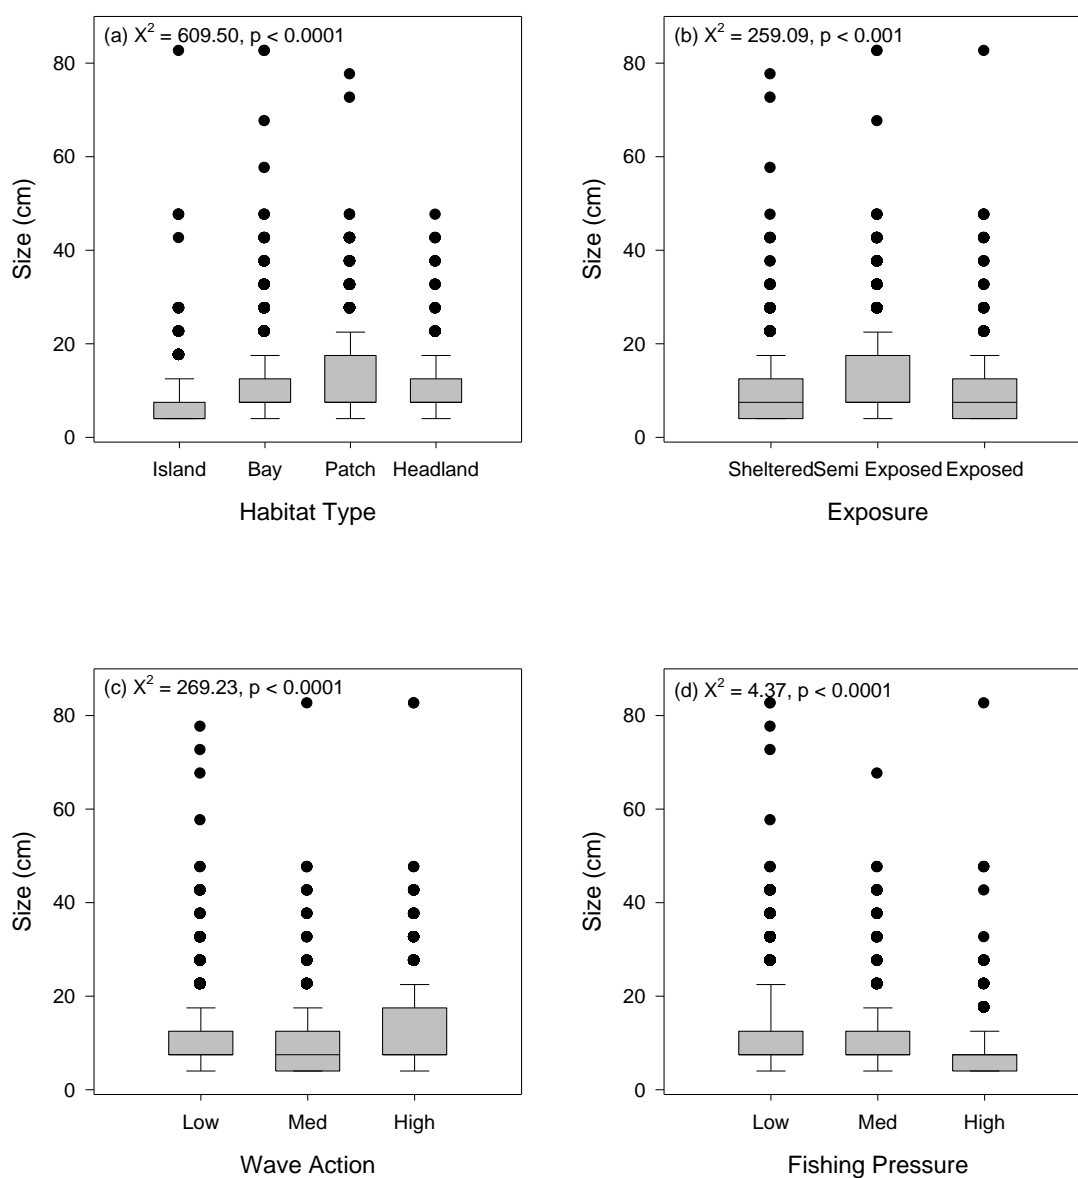 (a) X² = 609.50, p < 0.0001
80
60
40
20
0
Size (cm)
Island Bay Patch Headland
Habitat Type
(b) X² = 259.09, p < 0.001
80
60
40
20
0
Size (cm)
Sheltered Semi Exposed Exposed
Exposure
(c) X² = 269.23, p < 0.0001
80
60
40
20
0
Size (cm)
Low Med High
Wave Action
(d) X² = 4.37, p < 0.0001
80
60
40
20
0
Size (cm)
Low Med High
Fishing Pressure